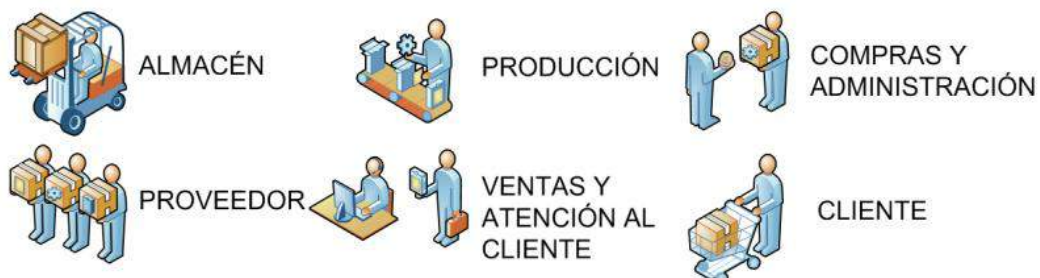 ALMACÉN
PRODUCCIÓN
COMPRAS Y
ADMINISTRACIÓN
PROVEEDOR
VENTAS Y
ATENCIÓN AL
CLIENTE
CLIENTE